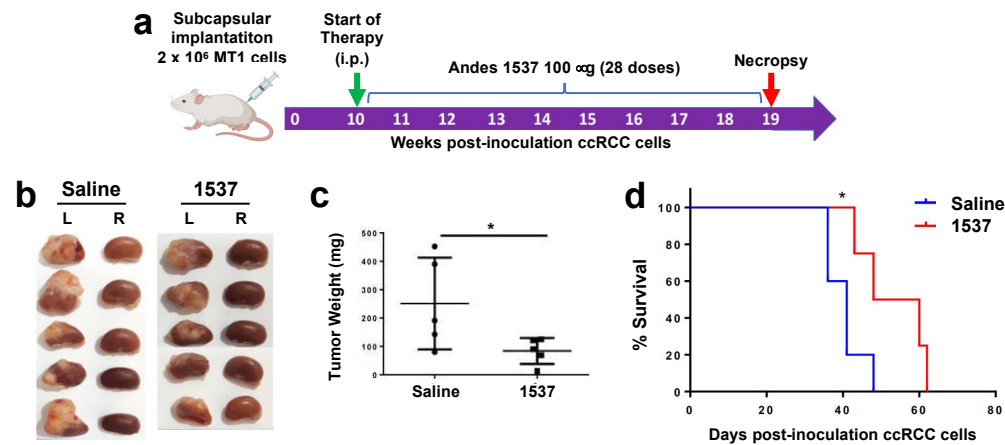 a
Subcapsular
implantatiton
2 x 10⁶ MT1 cells
Start of
Therapy
(i.p.)
Andes 1537 100 ∝g (28 doses)
Necropsy
0 10 11 12 13 14 15 16 17 18 19
Weeks post-inoculation ccRCC cells
b
Saline 1537
L R L R
c
*
Tumor Weight (mg)
500
400
300
200
100
0
Saline 1537
d
*
Saline
1537
% Survival
100
80
60
40
20
0
0 20 40 60 80
Days post-inoculation ccRCC cells